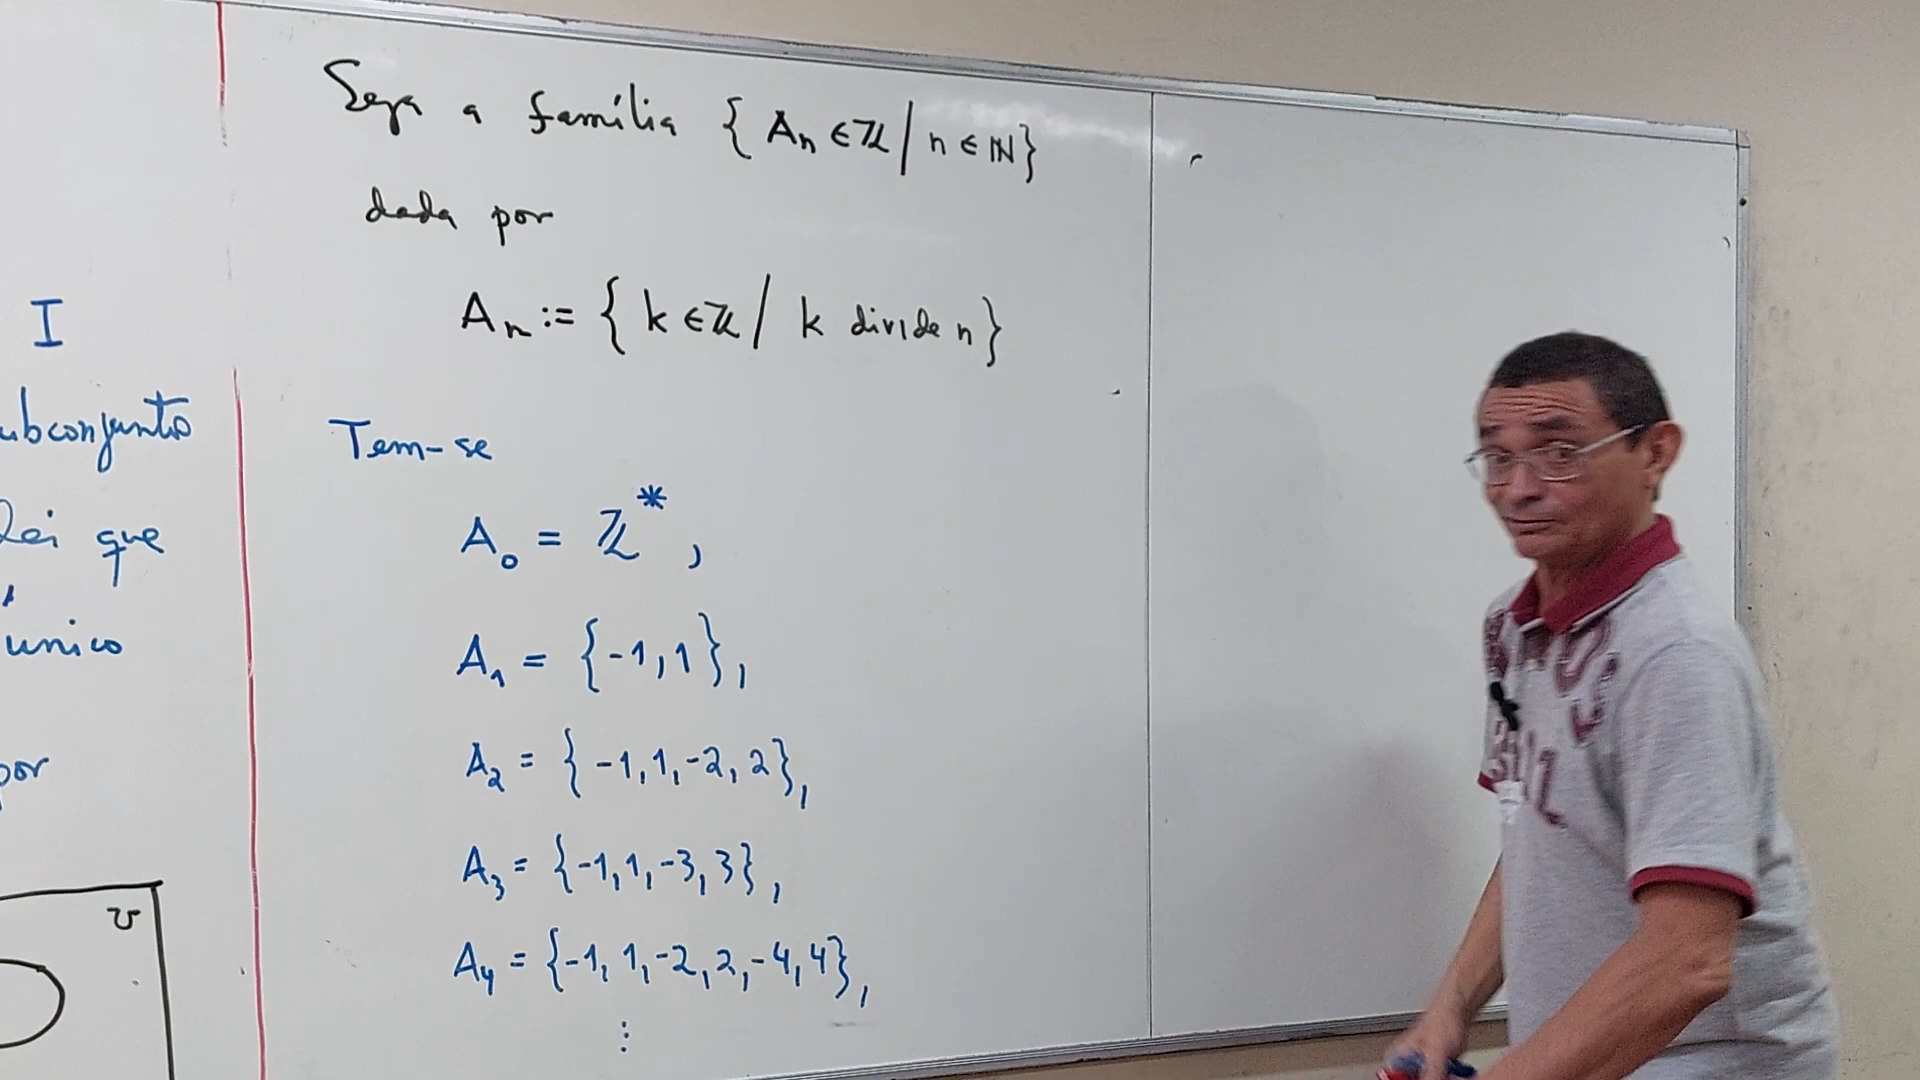 I
ubconjunto
lei que
único
por
U
Seja a família { Aₙ ∈ ℤ / n ∈ ℕ }
dada por
Aₙ := { k ∈ ℤ / k divide n }
Tem-se
A₀ = ℤ*,
A₁ = {-1, 1},
A₂ = {-1, 1, -2, 2},
A₃ = {-1, 1, -3, 3},
A₄ = {-1, 1, -2, 2, -4, 4},
⋮